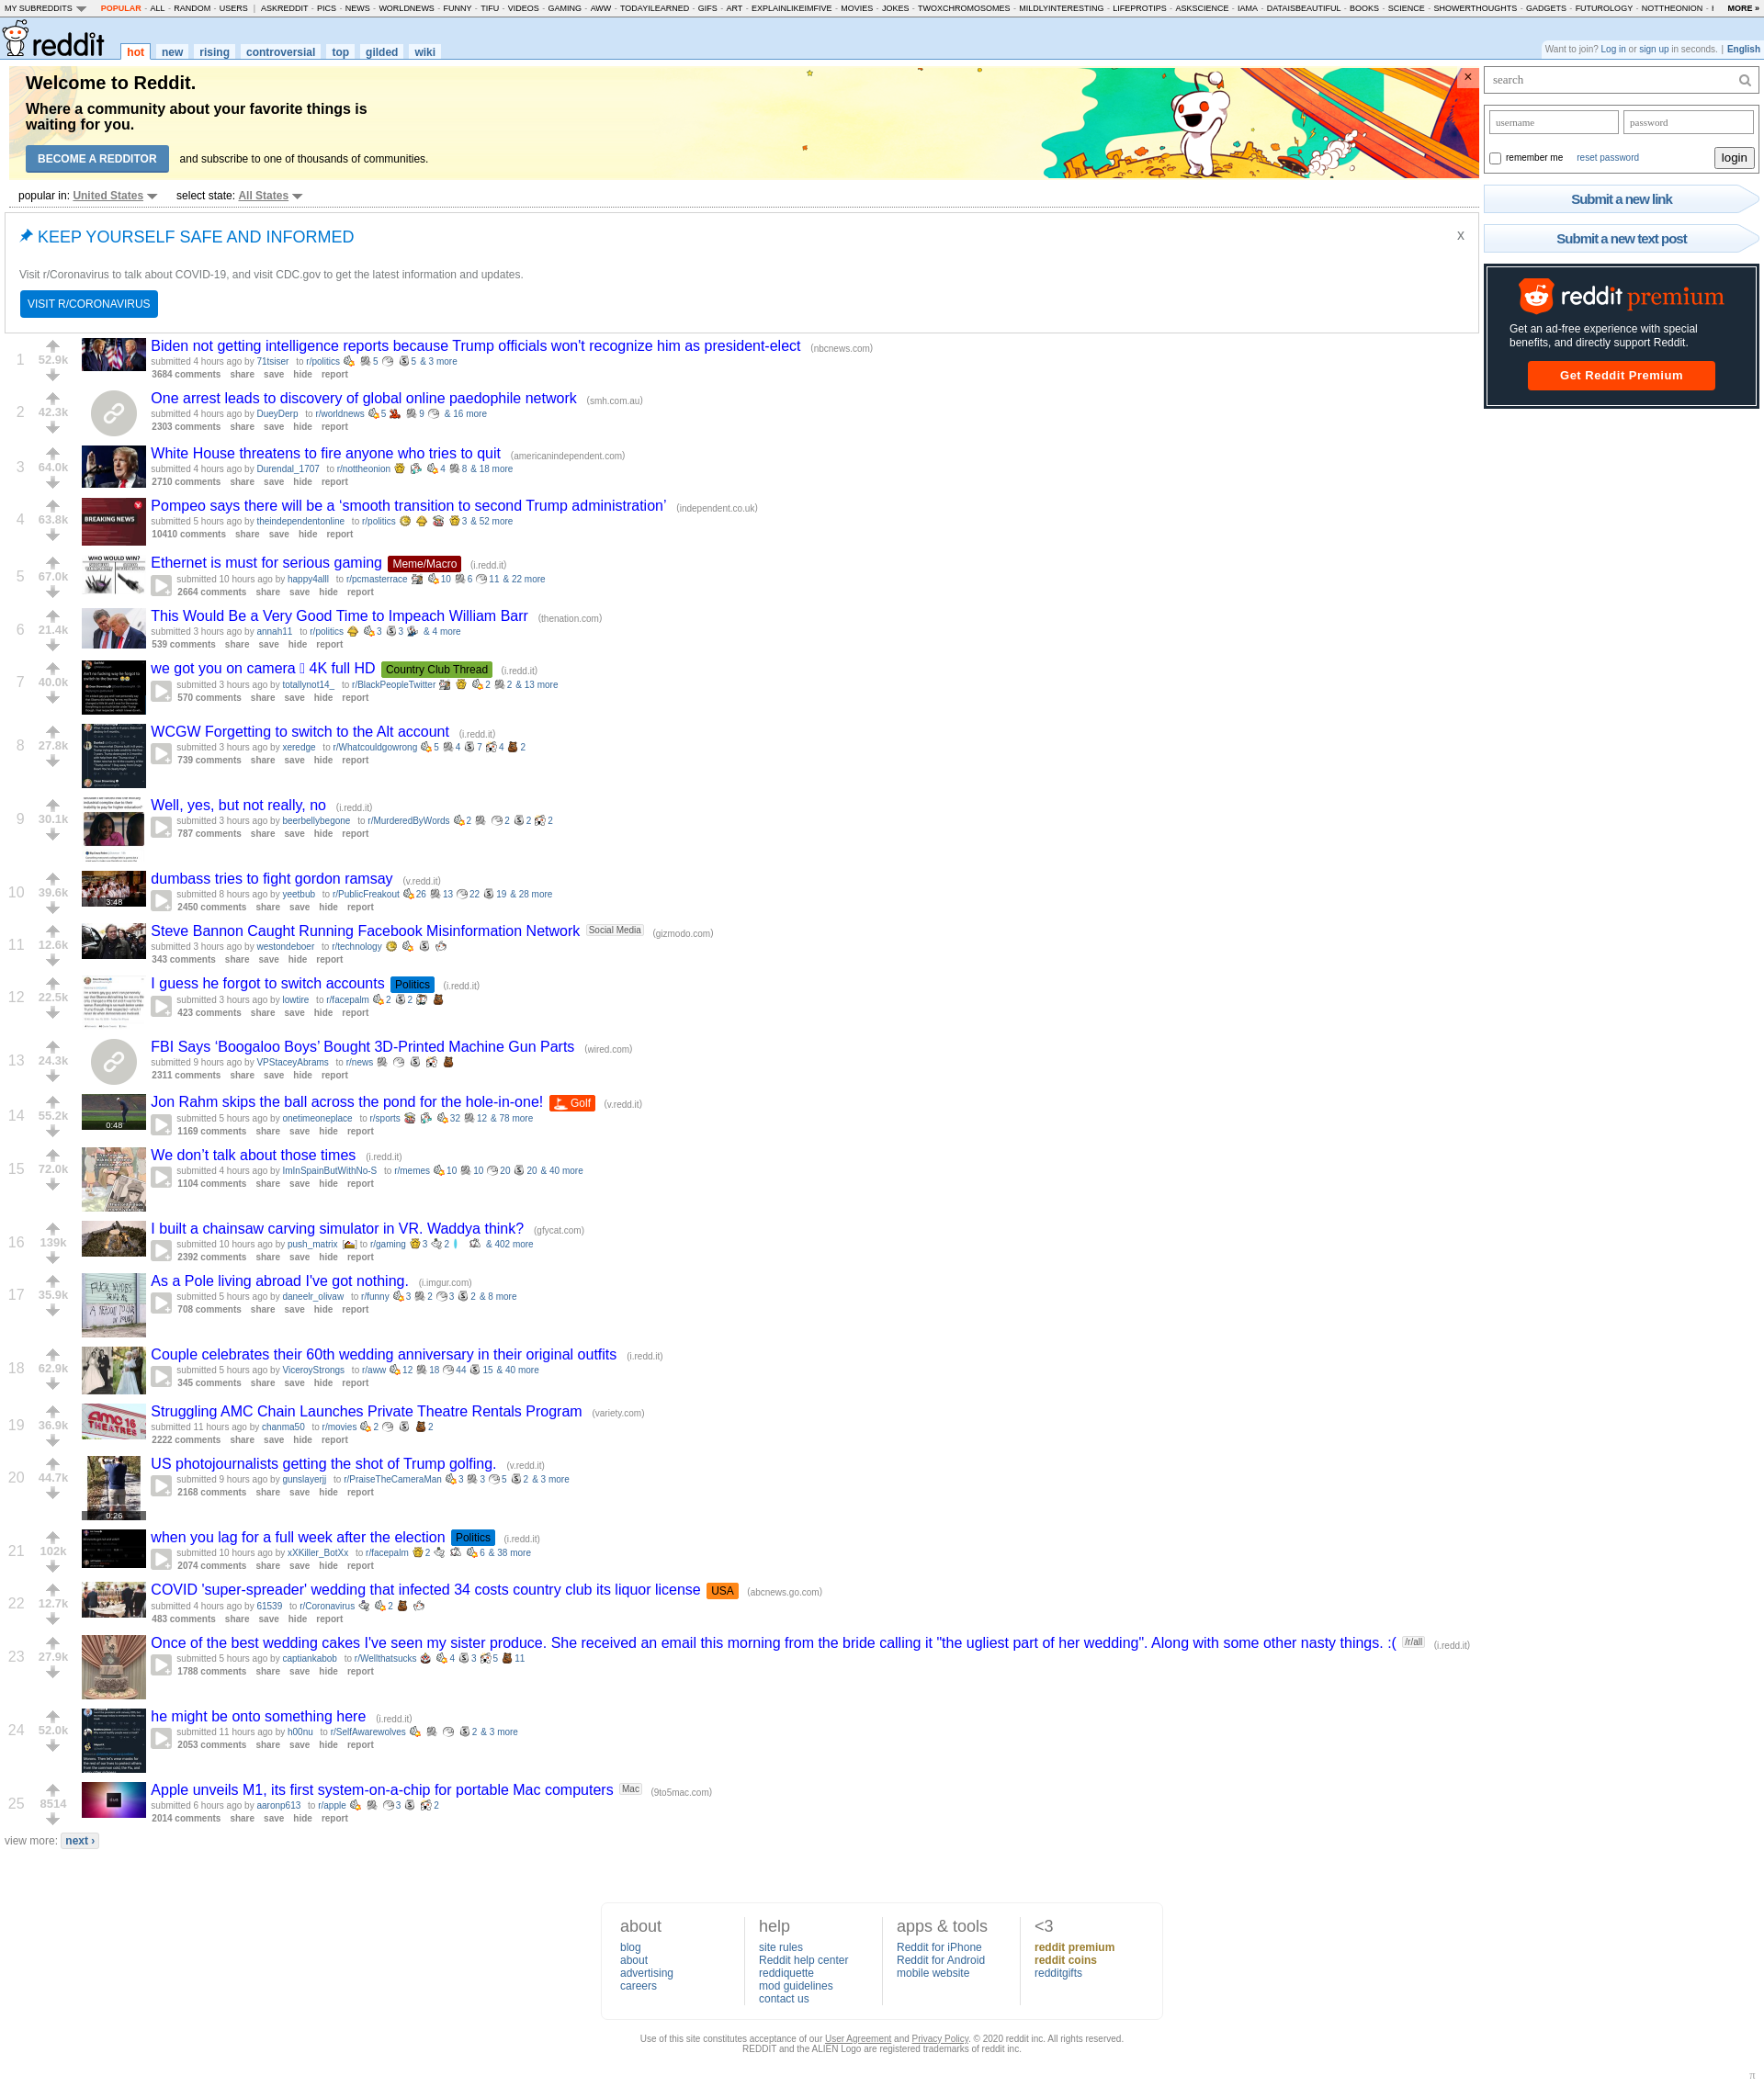 MY SUBREDDITS POPULAR - ALL - RANDOM - USERS | ASKREDDIT - PICS - NEWS - WORLDNEWS - FUNNY - TIFU - VIDEOS - GAMING - AWW - TODAYILEARNED - GIFS - ART - EXPLAINLIKEIMFIVE - MOVIES - JOKES - TWOXCHROMOSOMES - MILDLYINTERESTING - LIFEPROTIPS - ASKSCIENCE - IAMA - DATAISBEAUTIFUL - BOOKS - SCIENCE - SHOWERTHOUGHTS - GADGETS - FUTUROLOGY - NOTTHEONION - MORE »
reddit hot new rising controversial top gilded wiki
Want to join? Log in or sign up in seconds. | English
Welcome to Reddit.
Where a community about your favorite things is
waiting for you.
BECOME A REDDITOR and subscribe to one of thousands of communities.
popular in: United States select state: All States
KEEP YOURSELF SAFE AND INFORMED X
Visit r/Coronavirus to talk about COVID-19, and visit CDC.gov to get the latest information and updates.
VISIT R/CORONAVIRUS
search
username password
remember me reset password login
Submit a new link
Submit a new text post
reddit premium
Get an ad-free experience with special
benefits, and directly support Reddit.
Get Reddit Premium
1 52.9k Biden not getting intelligence reports because Trump officials won't recognize him as president-elect (nbcnews.com)
submitted 4 hours ago by 71tsiser to r/politics 5 5 & 3 more
3684 comments share save hide report
2 42.3k One arrest leads to discovery of global online paedophile network (smh.com.au)
submitted 4 hours ago by DueyDerp to r/worldnews 5 9 & 16 more
2303 comments share save hide report
3 64.0k White House threatens to fire anyone who tries to quit (americanindependent.com)
submitted 4 hours ago by Durendal_1707 to r/nottheonion 4 8 & 18 more
2710 comments share save hide report
4 63.8k BREAKING NEWS Pompeo says there will be a ‘smooth transition to second Trump administration’ (independent.co.uk)
submitted 5 hours ago by theindependentonline to r/politics 3 & 52 more
10410 comments share save hide report
5 67.0k WHO WOULD WIN? Ethernet is must for serious gaming Meme/Macro (i.redd.it)
submitted 10 hours ago by happy4alll to r/pcmasterrace 10 6 11 & 22 more
2664 comments share save hide report
6 21.4k This Would Be a Very Good Time to Impeach William Barr (thenation.com)
submitted 3 hours ago by annah11 to r/politics 3 3 & 4 more
539 comments share save hide report
7 40.0k we got you on camera 4K full HD Country Club Thread (i.redd.it)
submitted 3 hours ago by totallynot14_ to r/BlackPeopleTwitter 2 2 & 13 more
570 comments share save hide report
8 27.8k WCGW Forgetting to switch to the Alt account (i.redd.it)
submitted 3 hours ago by xeredge to r/Whatcouldgowrong 5 4 7 4 2
739 comments share save hide report
9 30.1k Well, yes, but not really, no (i.redd.it)
submitted 3 hours ago by beerbellybegone to r/MurderedByWords 2 2 2 2
787 comments share save hide report
10 39.6k 3:48 dumbass tries to fight gordon ramsay (v.redd.it)
submitted 8 hours ago by yeetbub to r/PublicFreakout 26 13 22 19 & 28 more
2450 comments share save hide report
11 12.6k Steve Bannon Caught Running Facebook Misinformation Network Social Media (gizmodo.com)
submitted 3 hours ago by westondeboer to r/technology
343 comments share save hide report
12 22.5k I guess he forgot to switch accounts Politics (i.redd.it)
submitted 3 hours ago by lowtire to r/facepalm 2 2
423 comments share save hide report
13 24.3k FBI Says ‘Boogaloo Boys’ Bought 3D-Printed Machine Gun Parts (wired.com)
submitted 9 hours ago by VPStaceyAbrams to r/news
2311 comments share save hide report
14 55.2k 0:48 Jon Rahm skips the ball across the pond for the hole-in-one! Golf (v.redd.it)
submitted 5 hours ago by onetimeoneplace to r/sports 32 12 & 78 more
1169 comments share save hide report
15 72.0k We don’t talk about those times (i.redd.it)
submitted 4 hours ago by ImInSpainButWithNo-S to r/memes 10 10 20 20 & 40 more
1104 comments share save hide report
16 139k I built a chainsaw carving simulator in VR. Waddya think? (gfycat.com)
submitted 10 hours ago by push_matrix [ ] to r/gaming 3 2 & 402 more
2392 comments share save hide report
17 35.9k As a Pole living abroad I've got nothing. (i.imgur.com)
submitted 5 hours ago by daneelr_olivaw to r/funny 3 2 3 2 & 8 more
708 comments share save hide report
18 62.9k Couple celebrates their 60th wedding anniversary in their original outfits (i.redd.it)
submitted 5 hours ago by ViceroyStrongs to r/aww 12 18 44 15 & 40 more
345 comments share save hide report
19 36.9k amc 16 THEATRES Struggling AMC Chain Launches Private Theatre Rentals Program (variety.com)
submitted 11 hours ago by chanma50 to r/movies 2 2
2222 comments share save hide report
20 44.7k 0:26 US photojournalists getting the shot of Trump golfing. (v.redd.it)
submitted 9 hours ago by gunslayerjj to r/PraiseTheCameraMan 3 3 5 2 & 3 more
2168 comments share save hide report
21 102k when you lag for a full week after the election Politics (i.redd.it)
submitted 10 hours ago by xXKiller_BotXx to r/facepalm 2 6 & 38 more
2074 comments share save hide report
22 12.7k COVID 'super-spreader' wedding that infected 34 costs country club its liquor license USA (abcnews.go.com)
submitted 4 hours ago by 61539 to r/Coronavirus 2
483 comments share save hide report
23 27.9k Once of the best wedding cakes I've seen my sister produce. She received an email this morning from the bride calling it "the ugliest part of her wedding". Along with some other nasty things. :( /r/all (i.redd.it)
submitted 5 hours ago by captiankabob to r/Wellthatsucks 4 3 5 11
1788 comments share save hide report
24 52.0k he might be onto something here (i.redd.it)
submitted 11 hours ago by h00nu to r/SelfAwarewolves 2 & 3 more
2053 comments share save hide report
25 8514 Apple unveils M1, its first system-on-a-chip for portable Mac computers Mac (9to5mac.com)
submitted 6 hours ago by aaronp613 to r/apple 3 2
2014 comments share save hide report
view more: next ›
about help apps & tools <3
blog site rules Reddit for iPhone reddit premium
about Reddit help center Reddit for Android reddit coins
advertising reddiquette mobile website redditgifts
careers mod guidelines
contact us
Use of this site constitutes acceptance of our User Agreement and Privacy Policy. © 2020 reddit inc. All rights reserved.
REDDIT and the ALIEN Logo are registered trademarks of reddit inc.
π